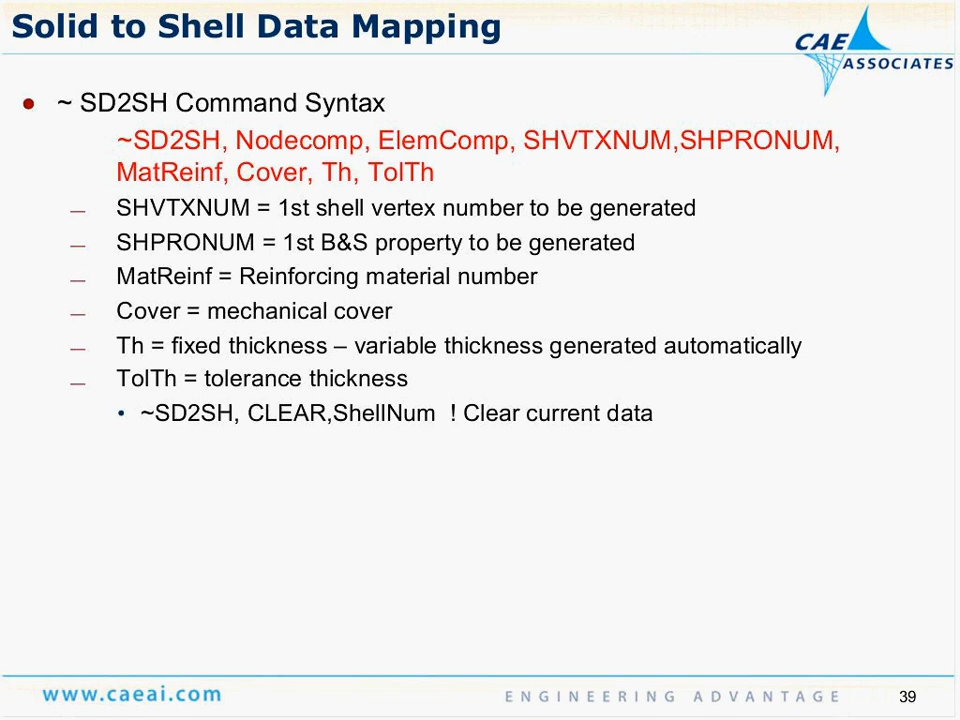 Solid to Shell Data Mapping
CAE
ASSOCIATES
● ~ SD2SH Command Syntax
~SD2SH, Nodecomp, ElemComp, SHVTXNUM,SHPRONUM,
MatReinf, Cover, Th, TolTh
— SHVTXNUM = 1st shell vertex number to be generated
— SHPRONUM = 1st B&S property to be generated
— MatReinf = Reinforcing material number
— Cover = mechanical cover
— Th = fixed thickness – variable thickness generated automatically
— TolTh = tolerance thickness
• ~SD2SH, CLEAR,ShellNum ! Clear current data
www.caeai.com
ENGINEERING ADVANTAGE
39